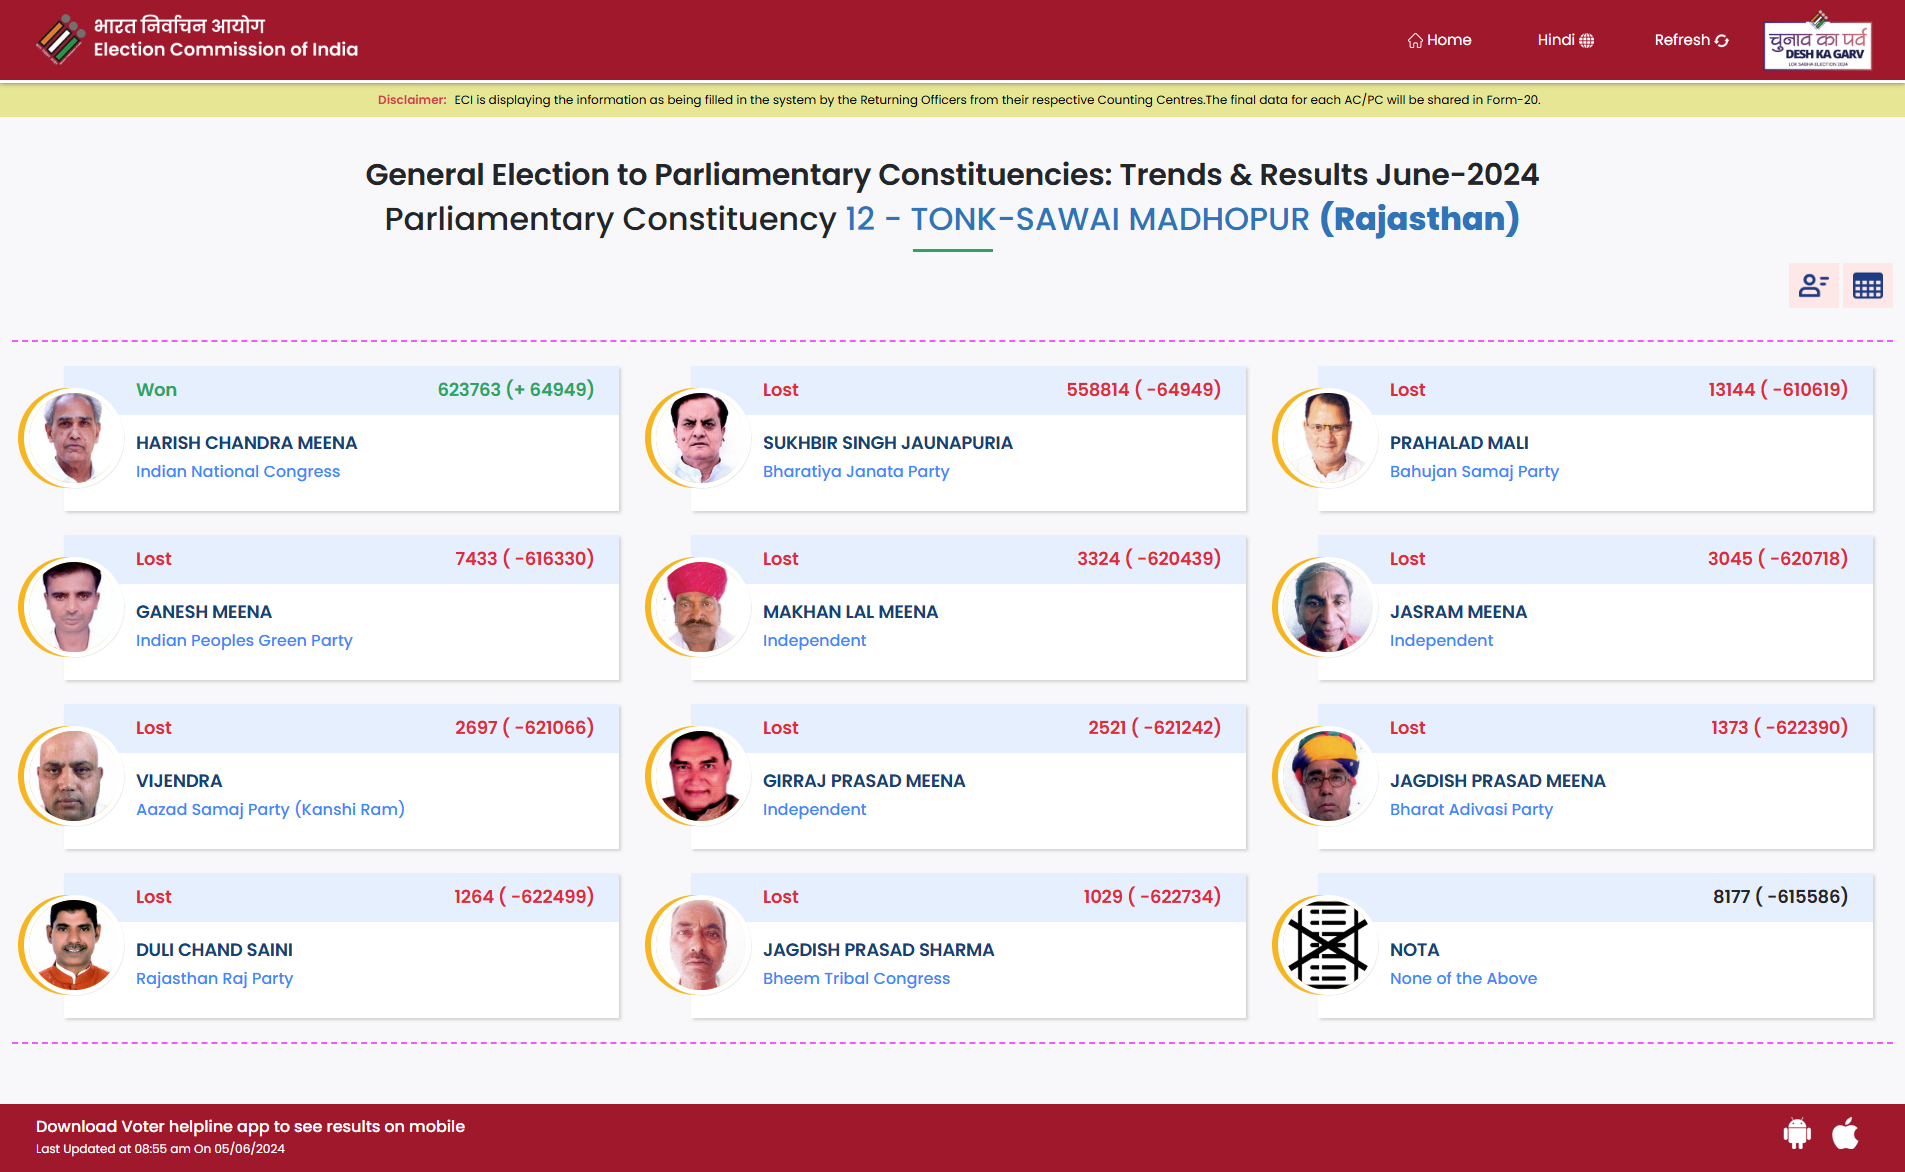 भारत निर्वाचन आयोग
Election Commission of India
Home
Hindi
Refresh
चुनाव का पर्व
DESH KA GARV
LOK SABHA ELECTION 2024
Disclaimer: ECI is displaying the information as being filled in the system by the Returning Officers from their respective Counting Centres.The final data for each AC/PC will be shared in Form-20.
General Election to Parliamentary Constituencies: Trends & Results June-2024
Parliamentary Constituency 12 - TONK-SAWAI MADHOPUR (Rajasthan)
Won 623763 (+ 64949)
HARISH CHANDRA MEENA
Indian National Congress
Lost 558814 ( -64949)
SUKHBIR SINGH JAUNAPURIA
Bharatiya Janata Party
Lost 13144 ( -610619)
PRAHALAD MALI
Bahujan Samaj Party
Lost 7433 ( -616330)
GANESH MEENA
Indian Peoples Green Party
Lost 3324 ( -620439)
MAKHAN LAL MEENA
Independent
Lost 3045 ( -620718)
JASRAM MEENA
Independent
Lost 2697 ( -621066)
VIJENDRA
Aazad Samaj Party (Kanshi Ram)
Lost 2521 ( -621242)
GIRRAJ PRASAD MEENA
Independent
Lost 1373 ( -622390)
JAGDISH PRASAD MEENA
Bharat Adivasi Party
Lost 1264 ( -622499)
DULI CHAND SAINI
Rajasthan Raj Party
Lost 1029 ( -622734)
JAGDISH PRASAD SHARMA
Bheem Tribal Congress
8177 ( -615586)
NOTA
None of the Above
Download Voter helpline app to see results on mobile
Last Updated at 08:55 am On 05/06/2024